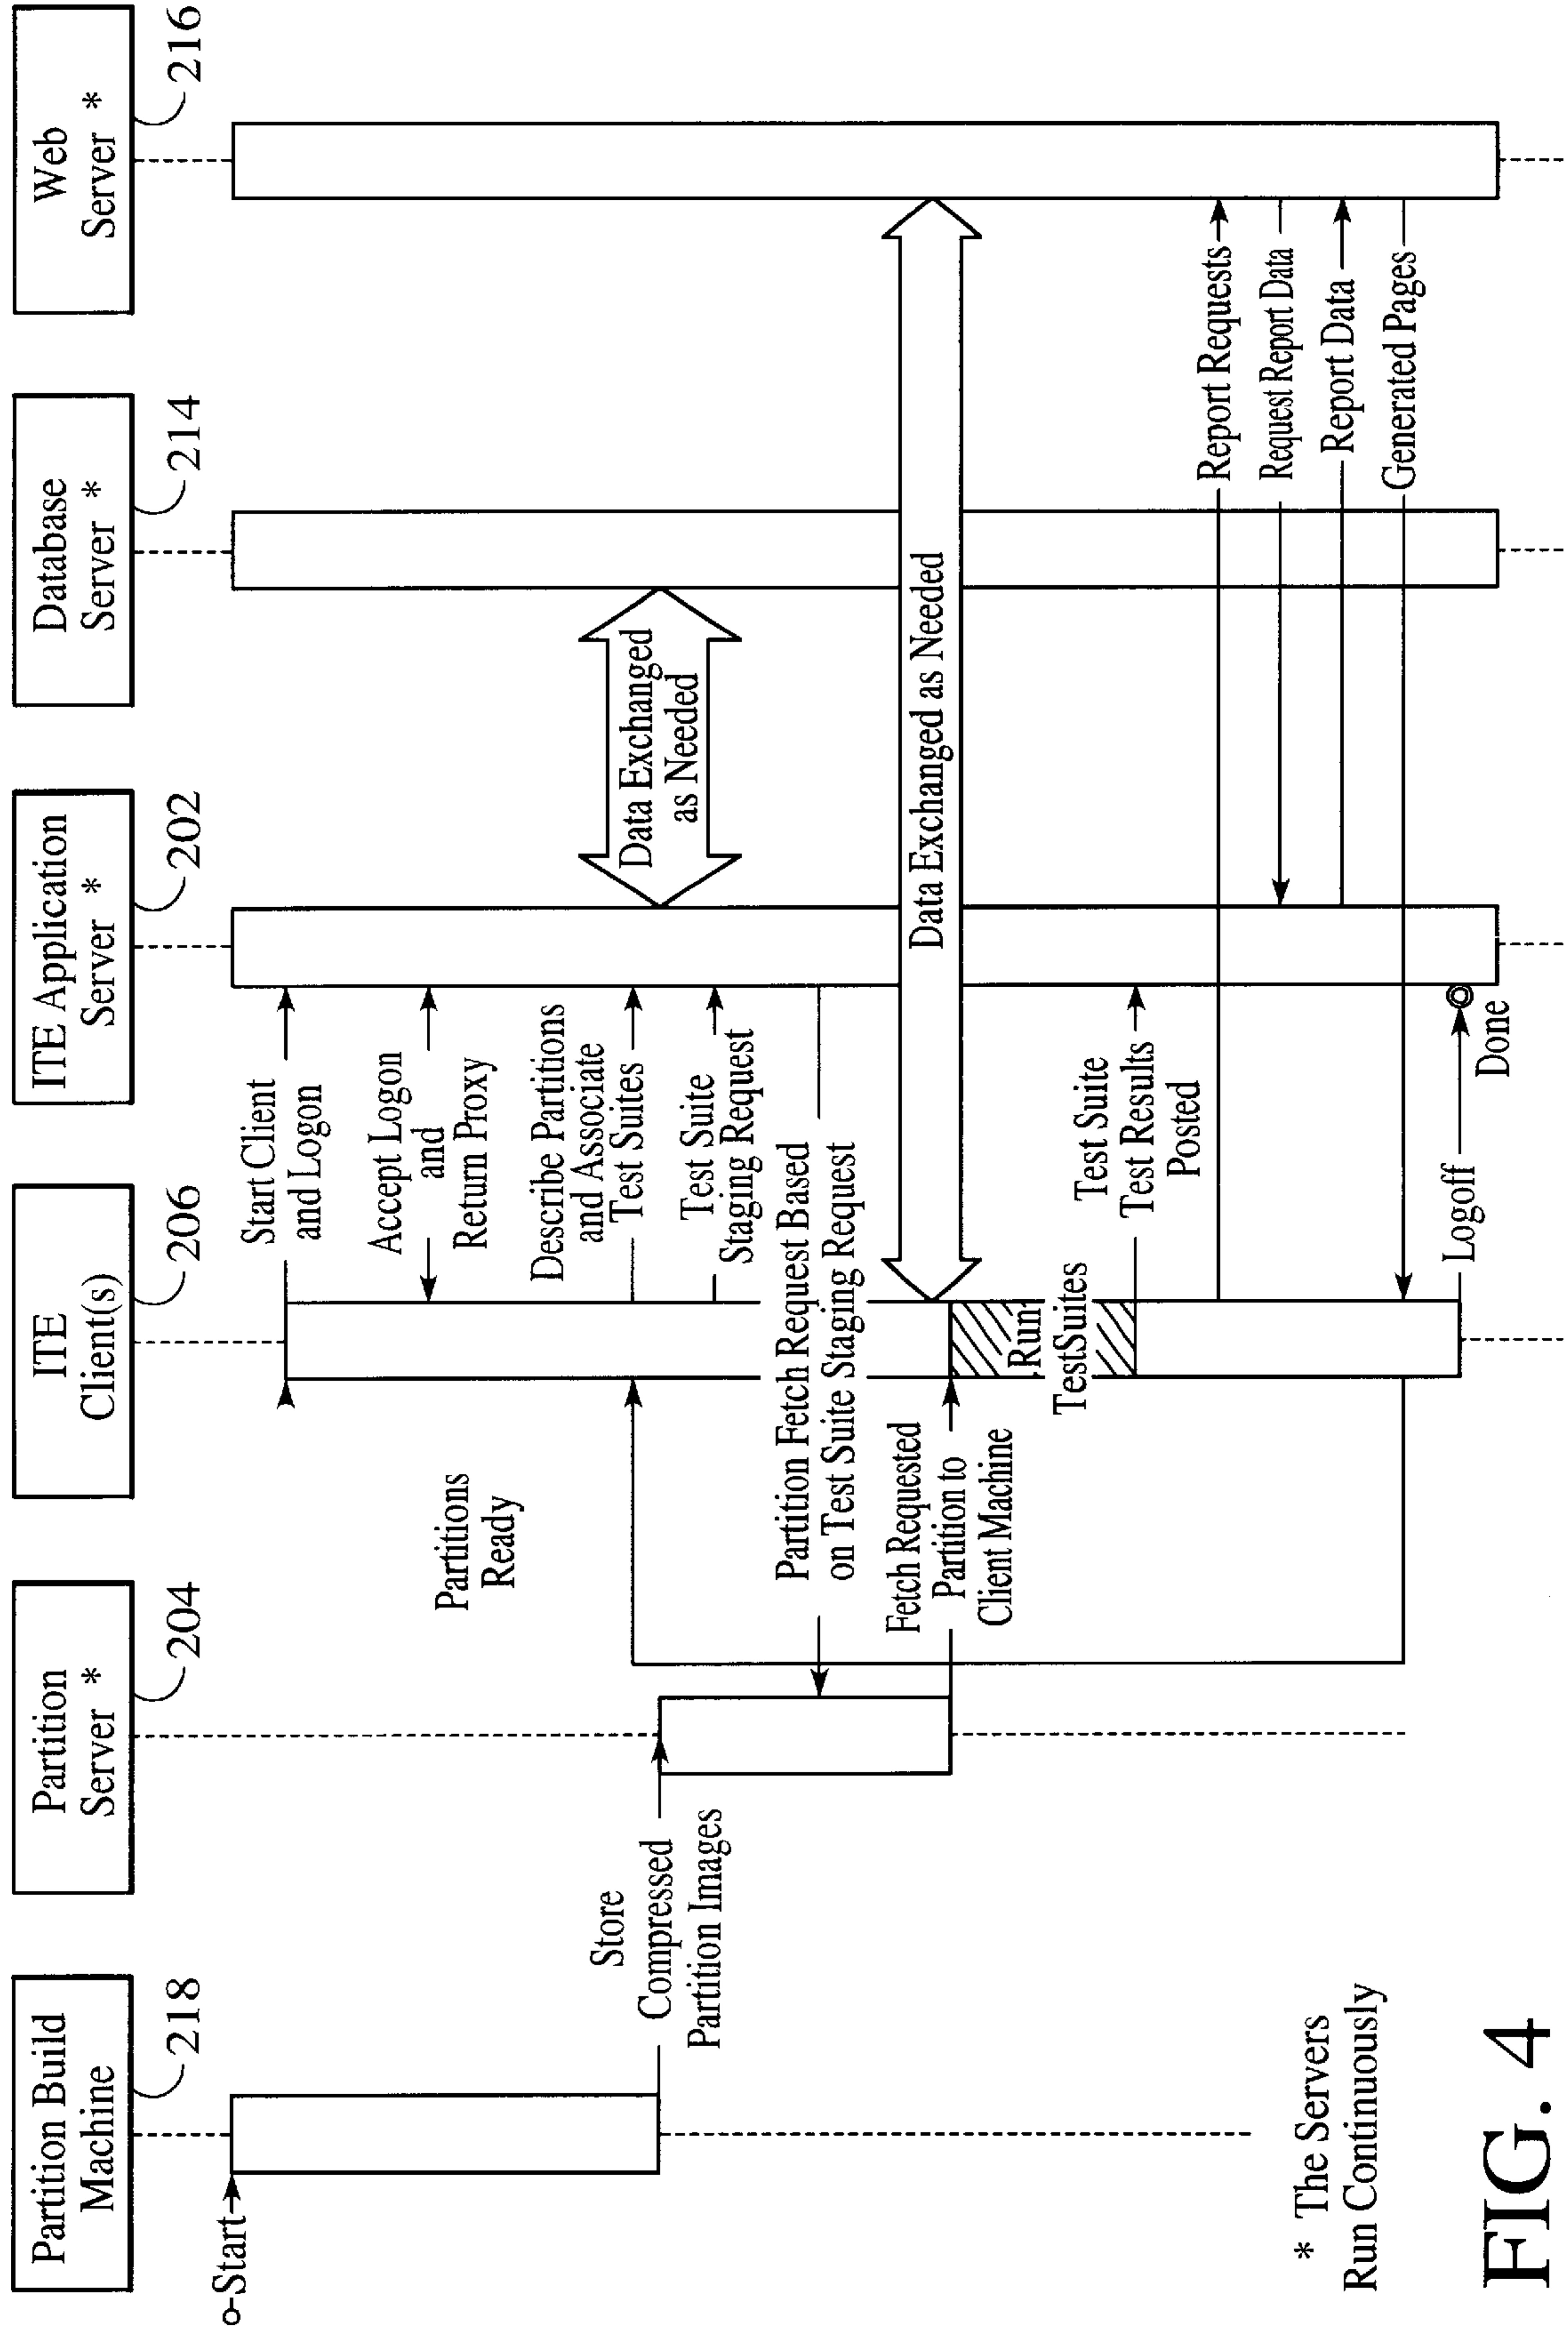 Partition Build
Machine
218
Partition
Server *
204
ITE
Client(s)
206
ITE Application
Server *
202
Database
Server *
214
Web
Server *
216
Start
Start Client
and Logon
Accept Logon
and
Return Proxy
Partitions
Ready
Describe Partitions
and Associate
Test Suites
Store
Compressed
Partition Images
Data Exchanged
as Needed
Test Suite
Staging Request
Partition Fetch Request Based
on Test Suite Staging Request
Fetch Requested
Partition to
Client Machine
Data Exchanged as Needed
Run
TestSuites
Test Suite
Test Results
Posted
Report Requests
Request Report Data
Report Data
Generated Pages
Logoff
Done
* The Servers
Run Continuously
FIG. 4